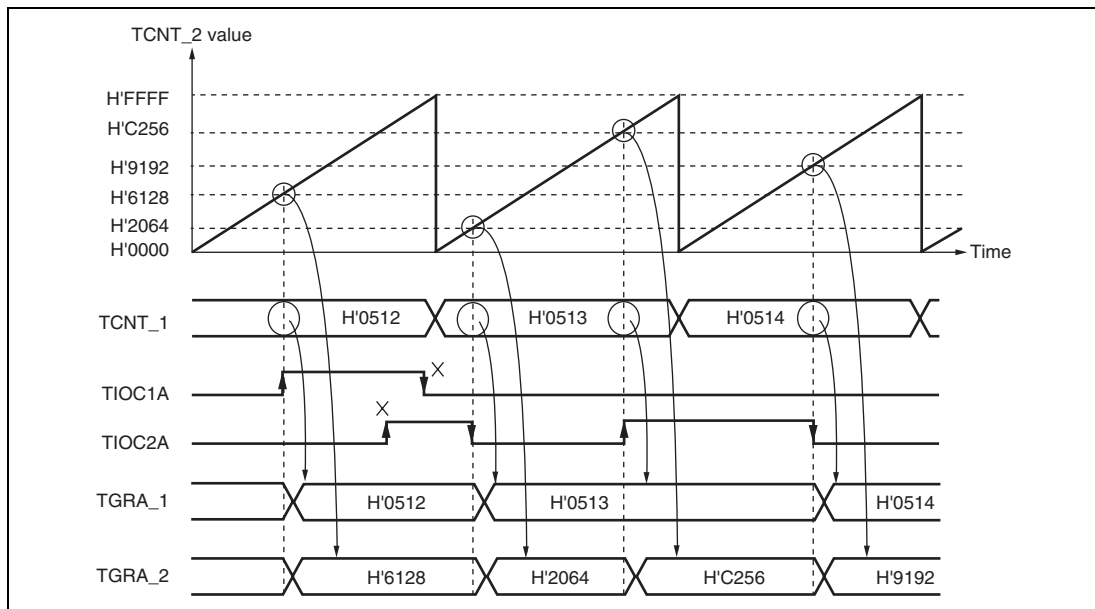 TCNT_2 value
H'FFFF
H'C256
H'9192
H'6128
H'2064
H'0000
Time
TCNT_1 H'0512 H'0513 H'0514
TIOC1A
TIOC2A
TGRA_1 H'0512 H'0513 H'0514
TGRA_2 H'6128 H'2064 H'C256 H'9192